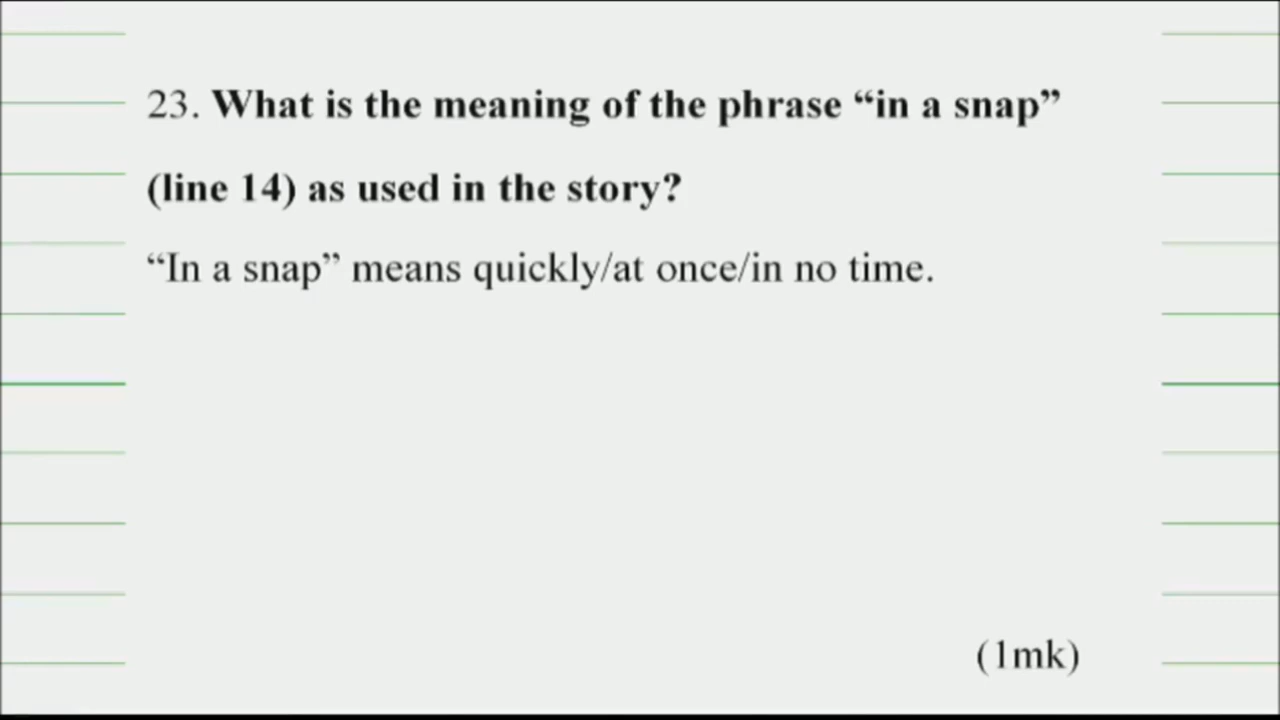 23. What is the meaning of the phrase “in a snap”
(line 14) as used in the story?
“In a snap” means quickly/at once/in no time.
(1mk)